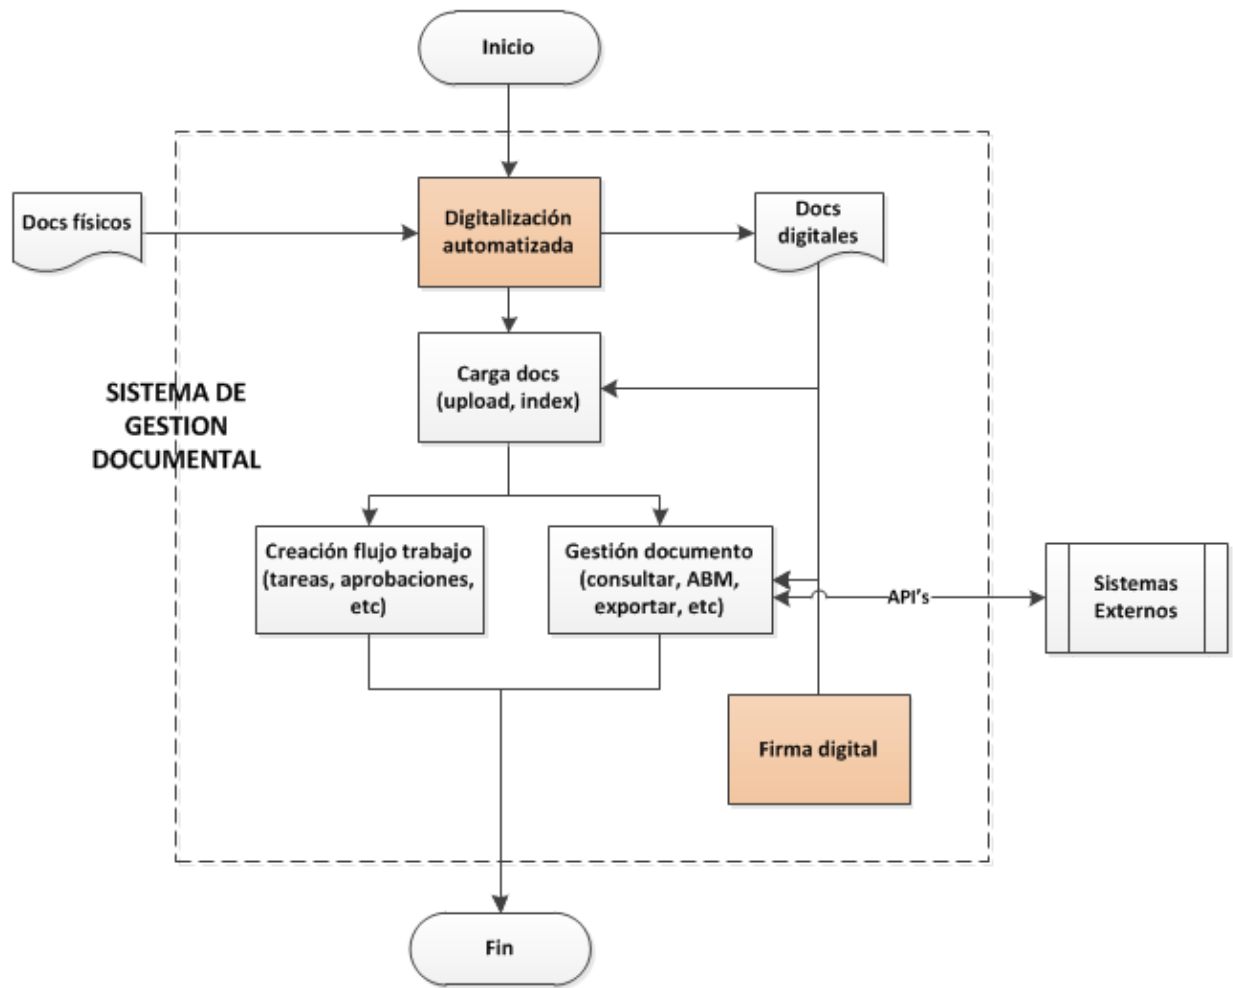 Inicio
Docs físicos
Digitalización
automatizada
Docs
digitales
Carga docs
(upload, index)
SISTEMA DE
GESTION
DOCUMENTAL
Creación flujo trabajo
(tareas, aprobaciones,
etc)
Gestión documento
(consultar, ABM,
exportar, etc)
API's
Sistemas
Externos
Firma digital
Fin